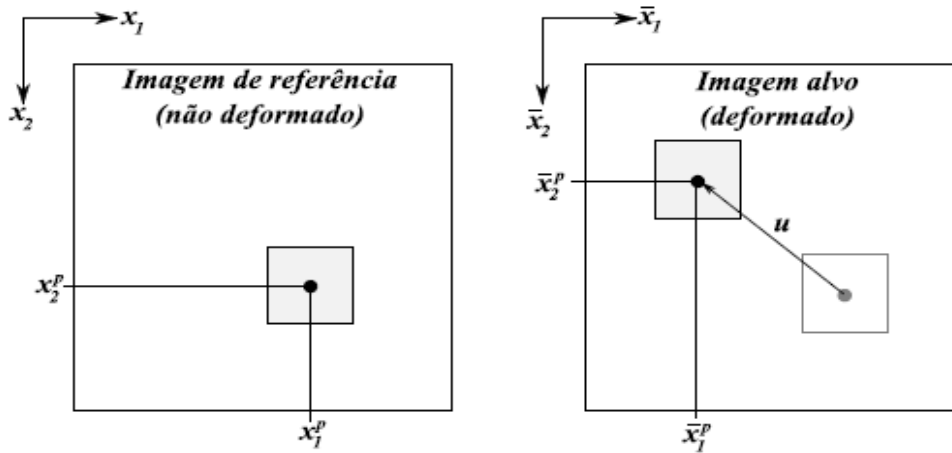 x₁
x₂
Imagem de referência
(não deformado)
x₂ᵖ
x₁ᵖ
x̄₁
x̄₂
Imagem alvo
(deformado)
x̄₂ᵖ
u
x̄₁ᵖ